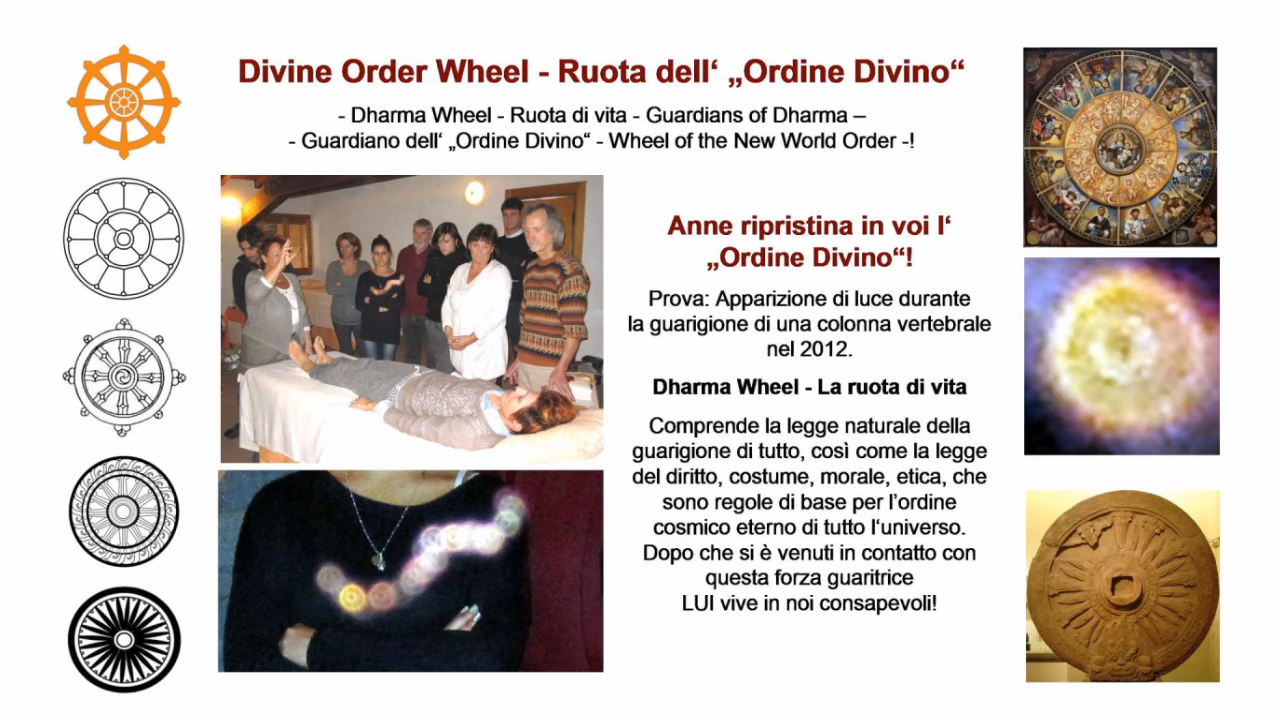 Divine Order Wheel - Ruota dell‘ „Ordine Divino“
- Dharma Wheel - Ruota di vita - Guardians of Dharma –
- Guardiano dell‘ „Ordine Divino“ - Wheel of the New World Order -!
Anne ripristina in voi l‘
„Ordine Divino“!
Prova: Apparizione di luce durante
la guarigione di una colonna vertebrale
nel 2012.
Dharma Wheel - La ruota di vita
Comprende la legge naturale della
guarigione di tutto, così come la legge
del diritto, costume, morale, etica, che
sono regole di base per l’ordine
cosmico eterno di tutto l‘universo.
Dopo che si è venuti in contatto con
questa forza guaritrice
LUI vive in noi consapevoli!